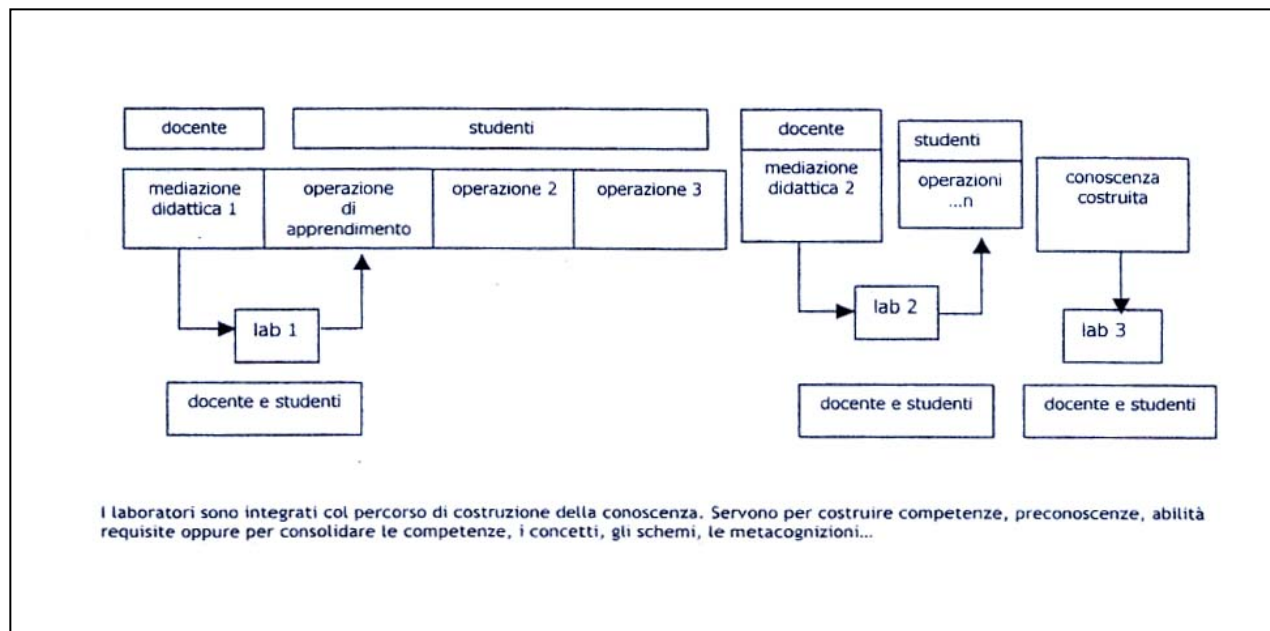 docente
studenti
docente
studenti
mediazione
didattica 1
operazione
di
apprendimento
operazione 2
operazione 3
mediazione
didattica 2
operazioni
...n
conoscenza
costruita
lab 1
lab 2
lab 3
docente e studenti
docente e studenti
docente e studenti
I laboratori sono integrati col percorso di costruzione della conoscenza. Servono per costruire competenze, preconoscenze, abilità
requisite oppure per consolidare le competenze, i concetti, gli schemi, le metacognizioni...